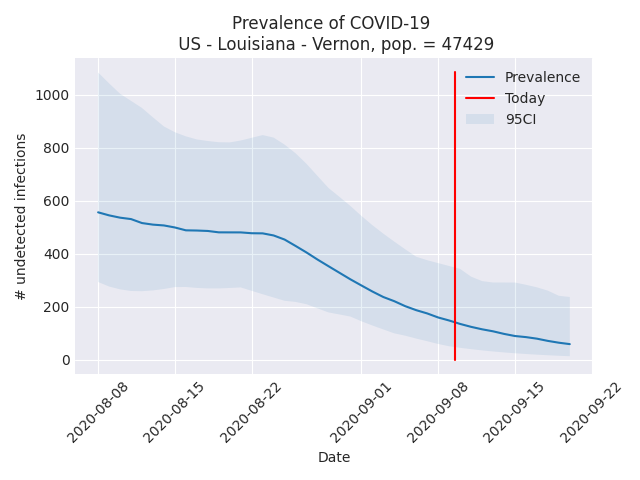 Prevalence of COVID-19
US - Louisiana - Vernon, pop. = 47429
Prevalence
Today
95CI
1000
800
600
400
200
0
# undetected infections
2020-08-08
2020-08-15
2020-08-22
2020-09-01
2020-09-08
2020-09-15
2020-09-22
Date